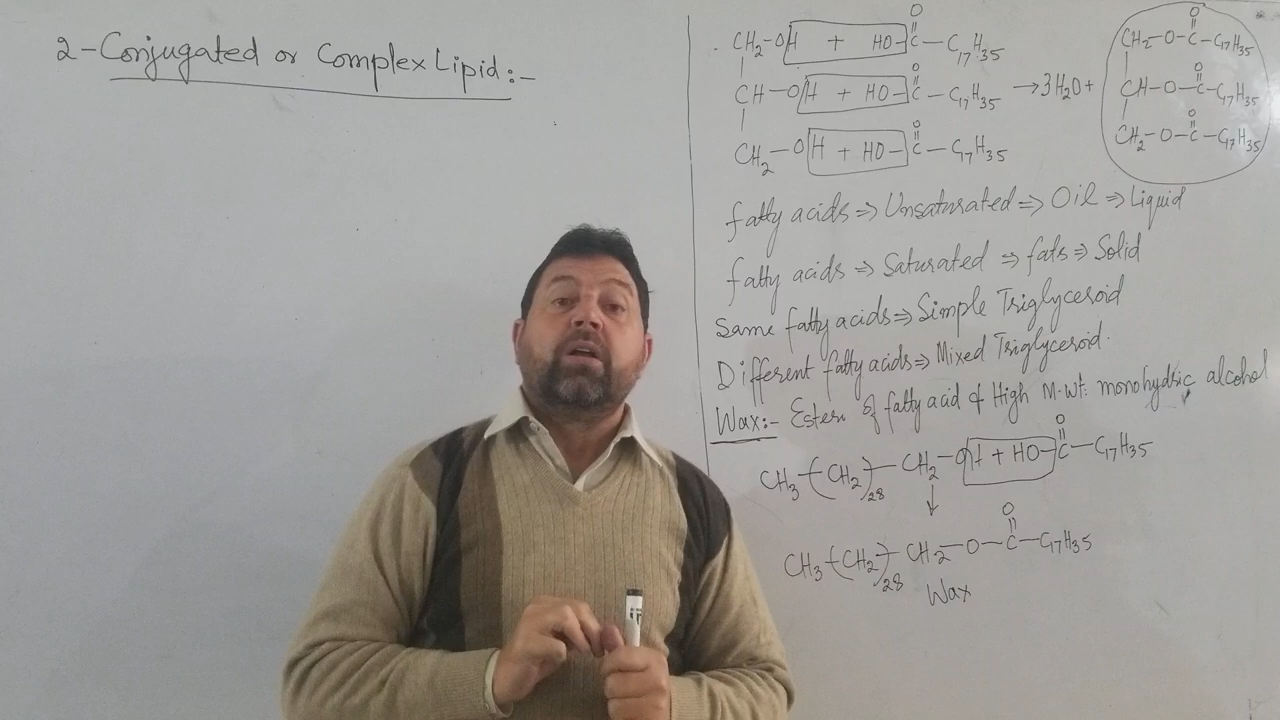 2-Conjugated or Complex Lipid:-
O
CH₂-OH + HO-C-C₁₇H₃₅
O
CH-OH + HO-C-C₁₇H₃₅ → 3H₂O +
O
CH₂-OH + HO-C-C₁₇H₃₅
O
CH₂-O-C-C₁₇H₃₅
O
CH-O-C-C₁₇H₃₅
O
CH₂-O-C-C₁₇H₃₅
fatty acids ⇒ Unsaturated ⇒ Oil ⇒ Liquid
fatty acids ⇒ Saturated ⇒ fats ⇒ Solid
Same fatty acids ⇒ Simple Triglyceroid
Different fatty acids ⇒ Mixed Triglyceroid.
Wax:- Esters of fatty acid & High M.wt. monohydric alcohol
O
CH₃-(CH₂)₂₈-CH₂-OH + HO-C-C₁₇H₃₅
↓
O
CH₃-(CH₂)₂₈-CH₂-O-C-C₁₇H₃₅
Wax